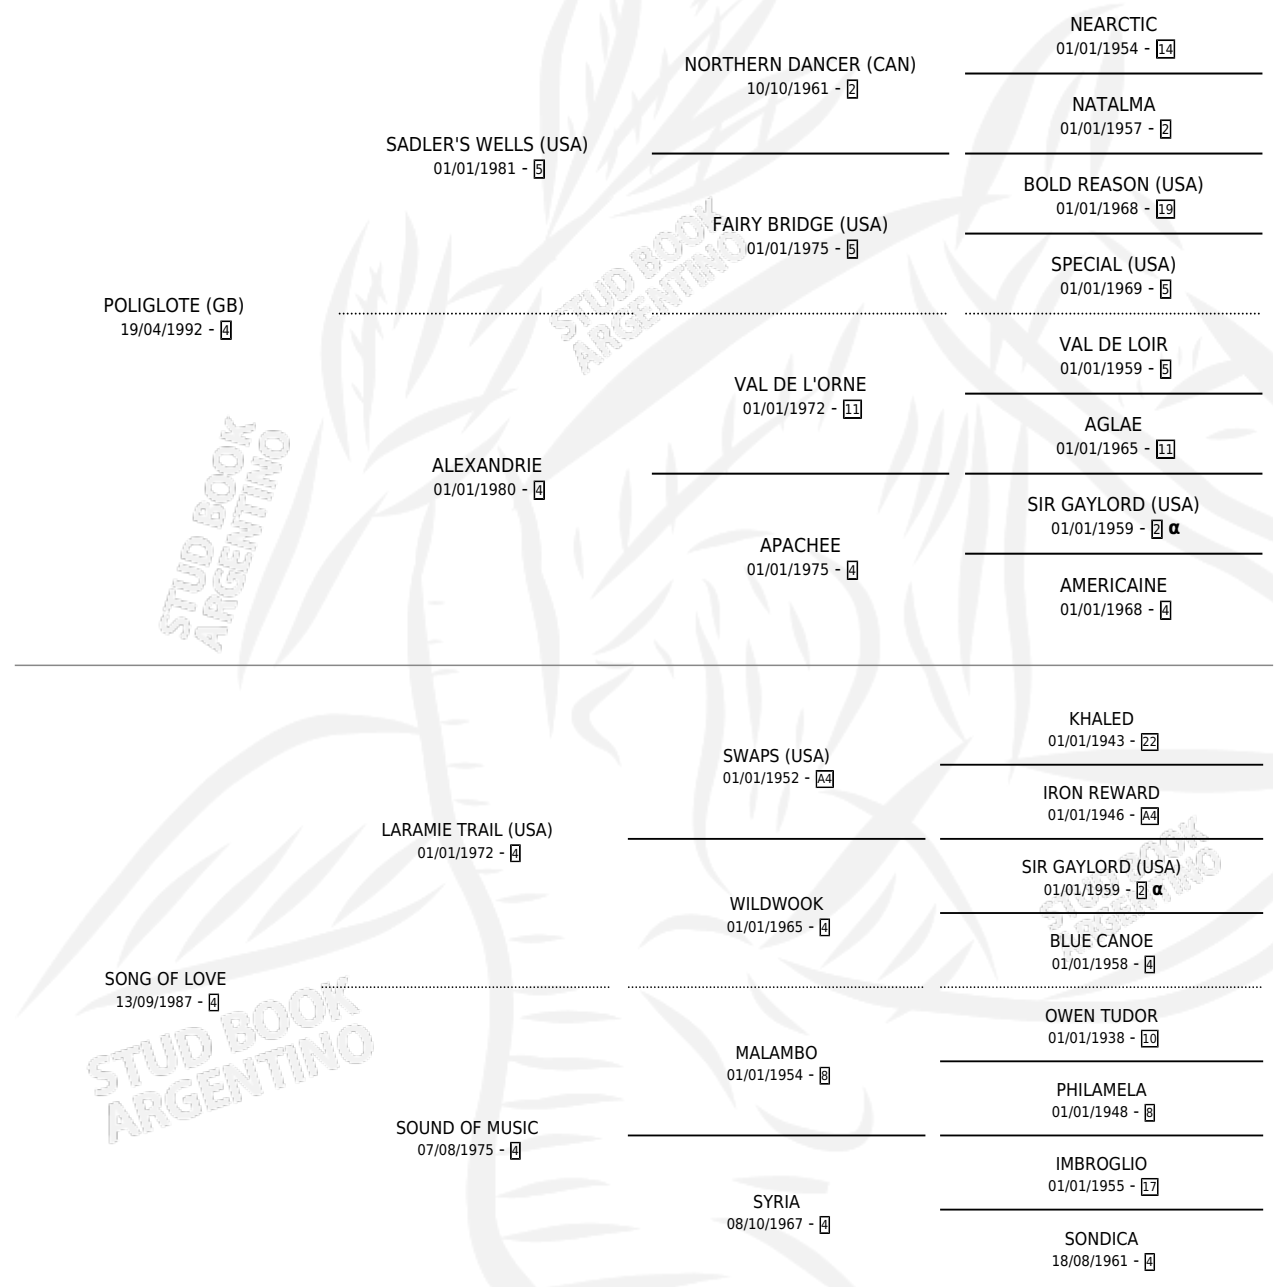 NEARCTIC
01/01/1954 - 14
NORTHERN DANCER (CAN)
10/10/1961 - 2
NATALMA
01/01/1957 - 2
SADLER'S WELLS (USA)
01/01/1981 - 5
BOLD REASON (USA)
01/01/1968 - 19
FAIRY BRIDGE (USA)
01/01/1975 - 5
SPECIAL (USA)
01/01/1969 - 5
POLIGLOTE (GB)
19/04/1992 - 4
VAL DE LOIR
01/01/1959 - 5
VAL DE L'ORNE
01/01/1972 - 11
AGLAE
01/01/1965 - 11
ALEXANDRIE
01/01/1980 - 4
SIR GAYLORD (USA)
01/01/1959 - 2 α
APACHEE
01/01/1975 - 4
AMERICAINE
01/01/1968 - 4
KHALED
01/01/1943 - 22
SWAPS (USA)
01/01/1952 - A4
IRON REWARD
01/01/1946 - A4
LARAMIE TRAIL (USA)
01/01/1972 - 4
SIR GAYLORD (USA)
01/01/1959 - 2 α
WILDWOOK
01/01/1965 - 4
BLUE CANOE
01/01/1958 - 4
SONG OF LOVE
13/09/1987 - 4
OWEN TUDOR
01/01/1938 - 10
MALAMBO
01/01/1954 - 8
PHILAMELA
01/01/1948 - 8
SOUND OF MUSIC
07/08/1975 - 4
IMBROGLIO
01/01/1955 - 17
SYRIA
08/10/1967 - 4
SONDICA
18/08/1961 - 4
STUD BOOK
ARGENTINO
STUD BOOK
ARGENTINO
STUD BOOK
ARGENTINO
STUD BOOK
ARGENTINO